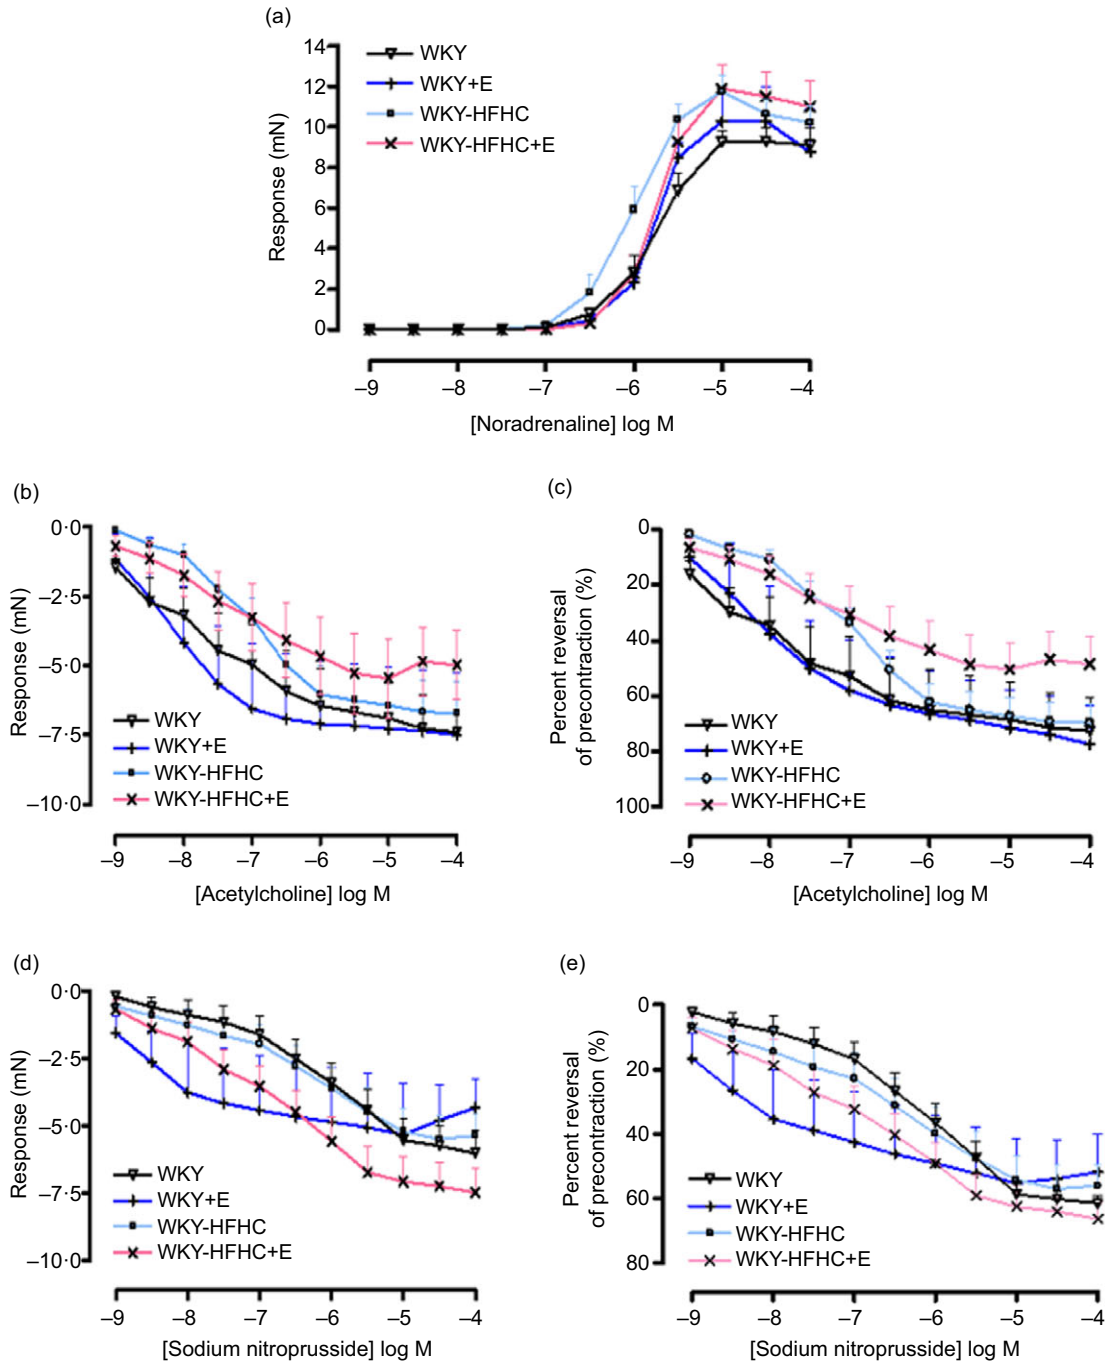 (a)
14
12
10
8
6
4
2
0
Response (mN)
WKY
WKY+E
WKY-HFHC
WKY-HFHC+E
–9
–8
–7
–6
–5
–4
[Noradrenaline] log M
(b)
0·0
–2·5
–5·0
–7·5
–10·0
Response (mN)
WKY
WKY+E
WKY-HFHC
WKY-HFHC+E
–9
–8
–7
–6
–5
–4
[Acetylcholine] log M
(c)
0
20
40
60
80
100
Percent reversal
of precontraction (%)
WKY
WKY+E
WKY-HFHC
WKY-HFHC+E
–9
–8
–7
–6
–5
–4
[Acetylcholine] log M
(d)
0·0
–2·5
–5·0
–7·5
–10·0
Response (mN)
WKY
WKY+E
WKY-HFHC
WKY-HFHC+E
–9
–8
–7
–6
–5
–4
[Sodium nitroprusside] log M
(e)
0
20
40
60
80
Percent reversal
of precontraction (%)
WKY
WKY+E
WKY-HFHC
WKY-HFHC+E
–9
–8
–7
–6
–5
–4
[Sodium nitroprusside] log M